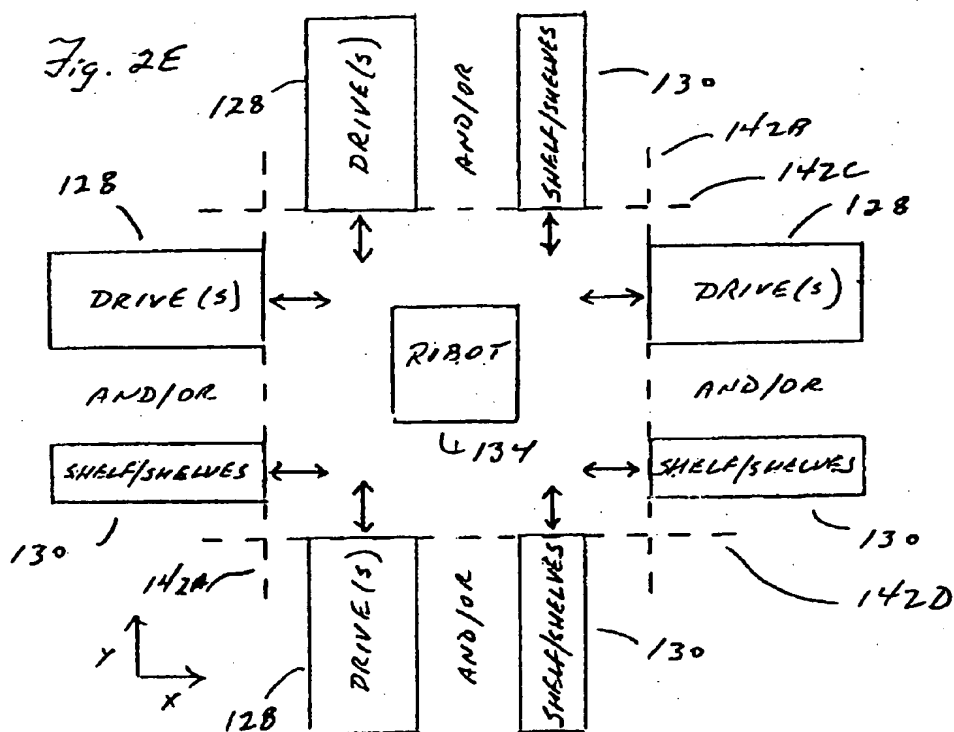 Fig. 2E
128
DRIVE(S)
AND/OR
SHELF/SHELVES
130
142B
142C
128
128
DRIVE(S)
DRIVE(S)
RIBOT
134
AND/OR
AND/OR
SHELF/SHELVES
SHELF/SHELVES
130
130
142A
142D
DRIVE(S)
AND/OR
SHELF/SHELVES
130
128
Y
X